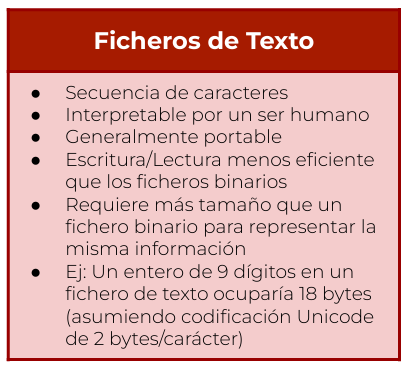 Ficheros de Texto
● Secuencia de caracteres
● Interpretable por un ser humano
● Generalmente portable
● Escritura/Lectura menos eficiente
que los ficheros binarios
● Requiere más tamaño que un
fichero binario para representar la
misma información
● Ej: Un entero de 9 dígitos en un
fichero de texto ocuparía 18 bytes
(asumiendo codificación Unicode
de 2 bytes/carácter)